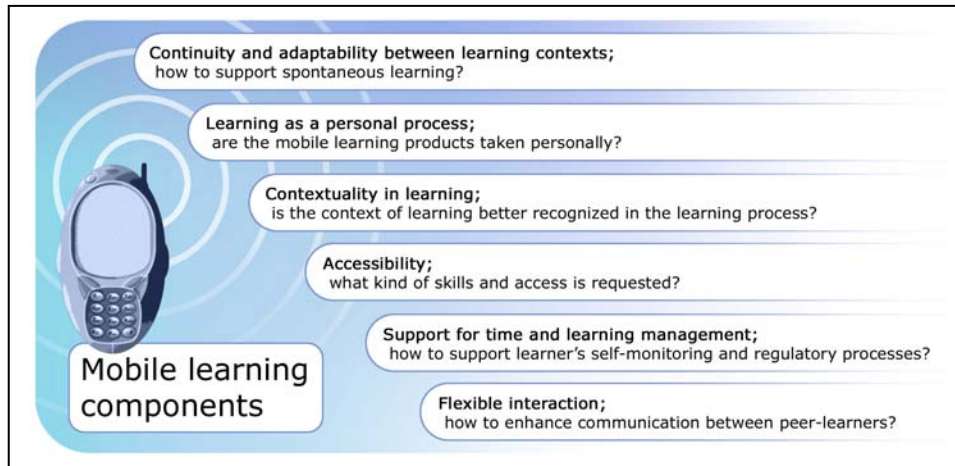 Continuity and adaptability between learning contexts;
how to support spontaneous learning?
Learning as a personal process;
are the mobile learning products taken personally?
Contextuality in learning;
is the context of learning better recognized in the learning process?
Accessibility;
what kind of skills and access is requested?
Support for time and learning management;
how to support learner's self-monitoring and regulatory processes?
Flexible interaction;
how to enhance communication between peer-learners?
Mobile learning
components